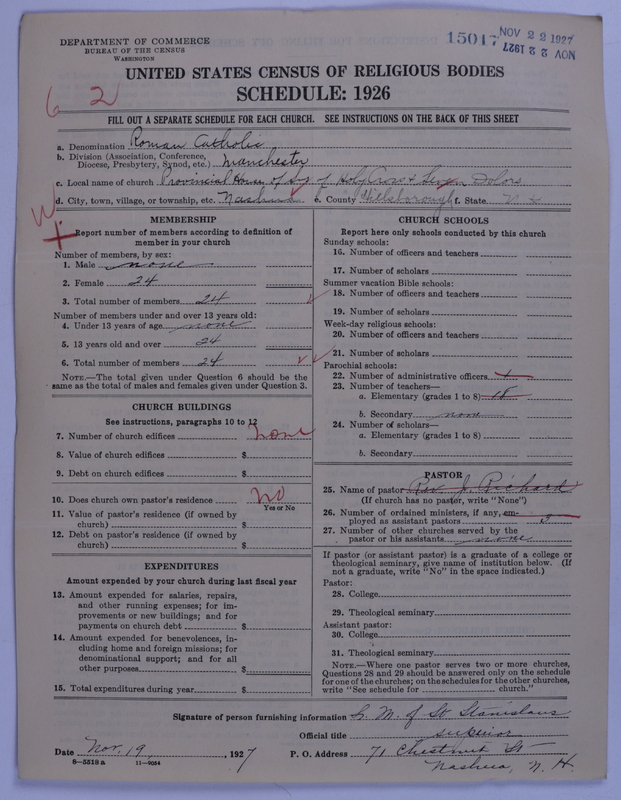 DEPARTMENT OF COMMERCE
BUREAU OF THE CENSUS
WASHINGTON
15017
NOV 22 1927
NOV 22 1927
UNITED STATES CENSUS OF RELIGIOUS BODIES
SCHEDULE: 1926
62
FILL OUT A SEPARATE SCHEDULE FOR EACH CHURCH. SEE INSTRUCTIONS ON THE BACK OF THIS SHEET
a. Denomination Roman Catholic
b. Division (Association, Conference,
Diocese, Presbytery, Synod, etc.) Manchester
c. Local name of church Provincial House of Srs of Holy Cross & Seven Dolors
d. City, town, village, or township, etc. Nashua e. County Hillsborough f. State N H
MEMBERSHIP
Report number of members according to definition of
member in your church
Number of members, by sex:
1. Male none
2. Female 24
3. Total number of members 24
Number of members under and over 13 years old:
4. Under 13 years of age none
5. 13 years old and over 24
6. Total number of members 24
NOTE.—The total given under Question 6 should be the
same as the total of males and females given under Question 3.
CHURCH BUILDINGS
See instructions, paragraphs 10 to 12
7. Number of church edifices none
8. Value of church edifices $
9. Debt on church edifices $
10. Does church own pastor's residence No
Yes or No
11. Value of pastor's residence (if owned by
church) $
12. Debt on pastor's residence (if owned by
church) $
EXPENDITURES
Amount expended by your church during last fiscal year
13. Amount expended for salaries, repairs,
and other running expenses; for im-
provements or new buildings; and for
payments on church debt $
14. Amount expended for benevolences, in-
cluding home and foreign missions; for
denominational support; and for all
other purposes $
15. Total expenditures during year $
CHURCH SCHOOLS
Report here only schools conducted by this church
Sunday schools:
16. Number of officers and teachers
17. Number of scholars
Summer vacation Bible schools:
18. Number of officers and teachers
19. Number of scholars
Week-day religious schools:
20. Number of officers and teachers
21. Number of scholars
Parochial schools:
22. Number of administrative officers 1
23. Number of teachers—
a. Elementary (grades 1 to 8) 18
b. Secondary none
24. Number of scholars—
a. Elementary (grades 1 to 8)
b. Secondary
PASTOR
25. Name of pastor Rev. J. Richard
(If church has no pastor, write "None")
26. Number of ordained ministers, if any, em-
ployed as assistant pastors 3
27. Number of other churches served by the
pastor or his assistants none
If pastor (or assistant pastor) is a graduate of a college or
theological seminary, give name of institution below. (If
not a graduate, write "No" in the space indicated.)
Pastor:
28. College
29. Theological seminary
Assistant pastor:
30. College
31. Theological seminary
NOTE.—Where one pastor serves two or more churches,
Questions 28 and 29 should be answered only on the schedule
for one of the churches; on the schedules for the other churches,
write "See schedule for church."
Signature of person furnishing information S. M. of St Stanislaus
Official title superior
Date Nov. 19, 1927 P. O. Address 71 Chestnut St
Nashua, N. H.
8-5518a 11-9054